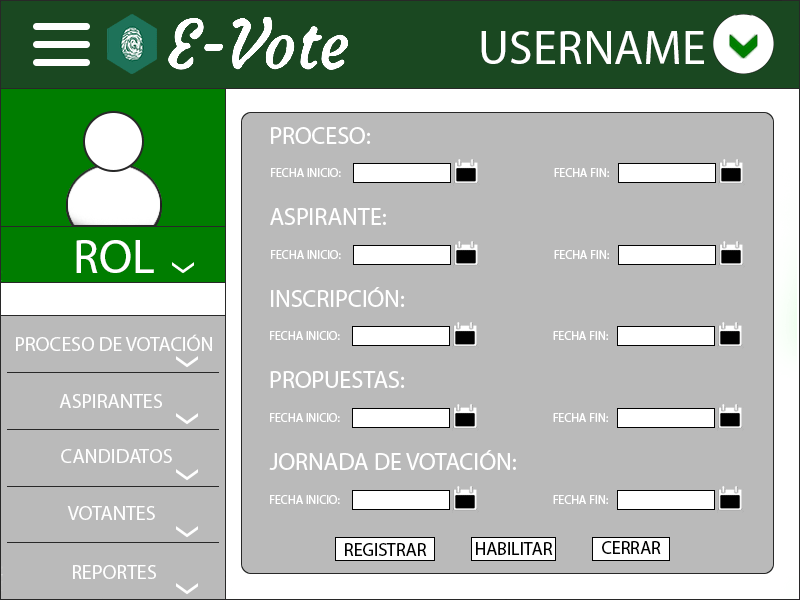 E-Vote
USERNAME
ROL
PROCESO DE VOTACIÓN
ASPIRANTES
CANDIDATOS
VOTANTES
REPORTES
PROCESO:
FECHA INICIO: FECHA FIN:
ASPIRANTE:
FECHA INICIO: FECHA FIN:
INSCRIPCIÓN:
FECHA INICIO: FECHA FIN:
PROPUESTAS:
FECHA INICIO: FECHA FIN:
JORNADA DE VOTACIÓN:
FECHA INICIO: FECHA FIN:
REGISTRAR HABILITAR CERRAR